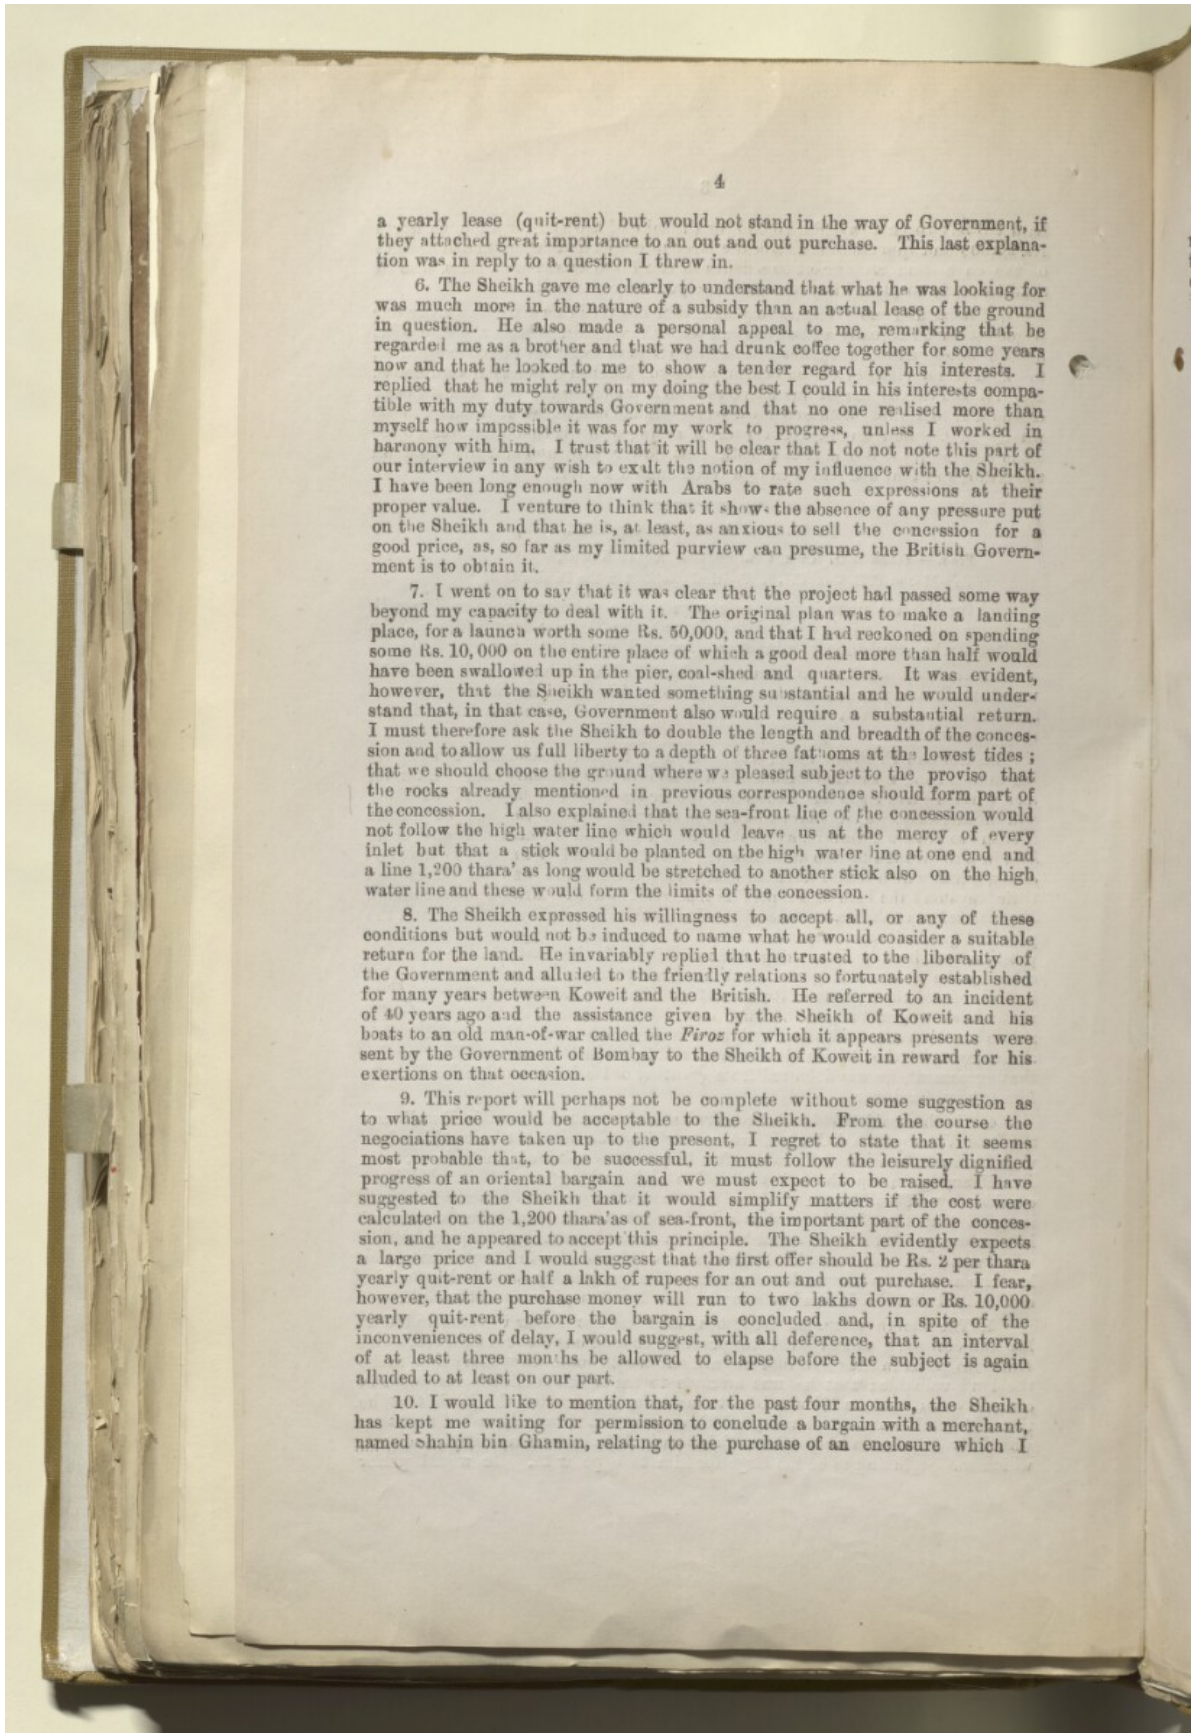 4
a yearly lease (quit-rent) but would not stand in the way of Government, if
they attached great importance to an out and out purchase. This last explana-
tion was in reply to a question I threw in.
6. The Sheikh gave me clearly to understand that what he was looking for
was much more in the nature of a subsidy than an actual lease of the ground
in question. He also made a personal appeal to me, remarking that he
regarded me as a brother and that we had drunk coffee together for some years
now and that he looked to me to show a tender regard for his interests. I
replied that he might rely on my doing the best I could in his interests compa-
tible with my duty towards Government and that no one realised more than
myself how impossible it was for my work to progress, unless I worked in
harmony with him. I trust that it will be clear that I do not note this part of
our interview in any wish to exalt the notion of my influence with the Sheikh.
I have been long enough now with Arabs to rate such expressions at their
proper value. I venture to think that it shows the absence of any pressure put
on the Sheikh and that he is, at least, as anxious to sell the concession for a
good price, as, so far as my limited purview can presume, the British Govern-
ment is to obtain it.
7. I went on to say that it was clear that the project had passed some way
beyond my capacity to deal with it. The original plan was to make a landing
place, for a launch worth some Rs. 50,000, and that I had reckoned on spending
some Rs. 10,000 on the entire place of which a good deal more than half would
have been swallowed up in the pier, coal-shed and quarters. It was evident,
however, that the Sheikh wanted something substantial and he would under-
stand that, in that case, Government also would require a substantial return.
I must therefore ask the Sheikh to double the length and breadth of the conces-
sion and to allow us full liberty to a depth of three fathoms at the lowest tides ;
that we should choose the ground where we pleased subject to the proviso that
the rocks already mentioned in previous correspondence should form part of
the concession. I also explained that the sea-front line of the concession would
not follow the high water line which would leave us at the mercy of every
inlet but that a stick would be planted on the high water line at one end and
a line 1,200 thara' as long would be stretched to another stick also on the high
water line and these would form the limits of the concession.
8. The Sheikh expressed his willingness to accept all, or any of these
conditions but would not be induced to name what he would consider a suitable
return for the land. He invariably replied that he trusted to the liberality of
the Government and alluded to the friendly relations so fortunately established
for many years between Koweit and the British. He referred to an incident
of 40 years ago and the assistance given by the Sheikh of Koweit and his
boats to an old man-of-war called the Firoz for which it appears presents were
sent by the Government of Bombay to the Sheikh of Koweit in reward for his
exertions on that occasion.
9. This report will perhaps not be complete without some suggestion as
to what price would be acceptable to the Sheikh. From the course the
negociations have taken up to the present, I regret to state that it seems
most probable that, to be successful, it must follow the leisurely dignified
progress of an oriental bargain and we must expect to be raised. I have
suggested to the Sheikh that it would simplify matters if the cost were
calculated on the 1,200 thara'as of sea-front, the important part of the conces-
sion, and he appeared to accept this principle. The Sheikh evidently expects
a large price and I would suggest that the first offer should be Rs. 2 per thara
yearly quit-rent or half a lakh of rupees for an out and out purchase. I fear,
however, that the purchase money will run to two lakhs down or Rs. 10,000
yearly quit-rent before the bargain is concluded and, in spite of the
inconveniences of delay, I would suggest, with all deference, that an interval
of at least three months be allowed to elapse before the subject is again
alluded to at least on our part.
10. I would like to mention that, for the past four months, the Sheikh
has kept me waiting for permission to conclude a bargain with a merchant,
named Shahin bin Ghamin, relating to the purchase of an enclosure which I